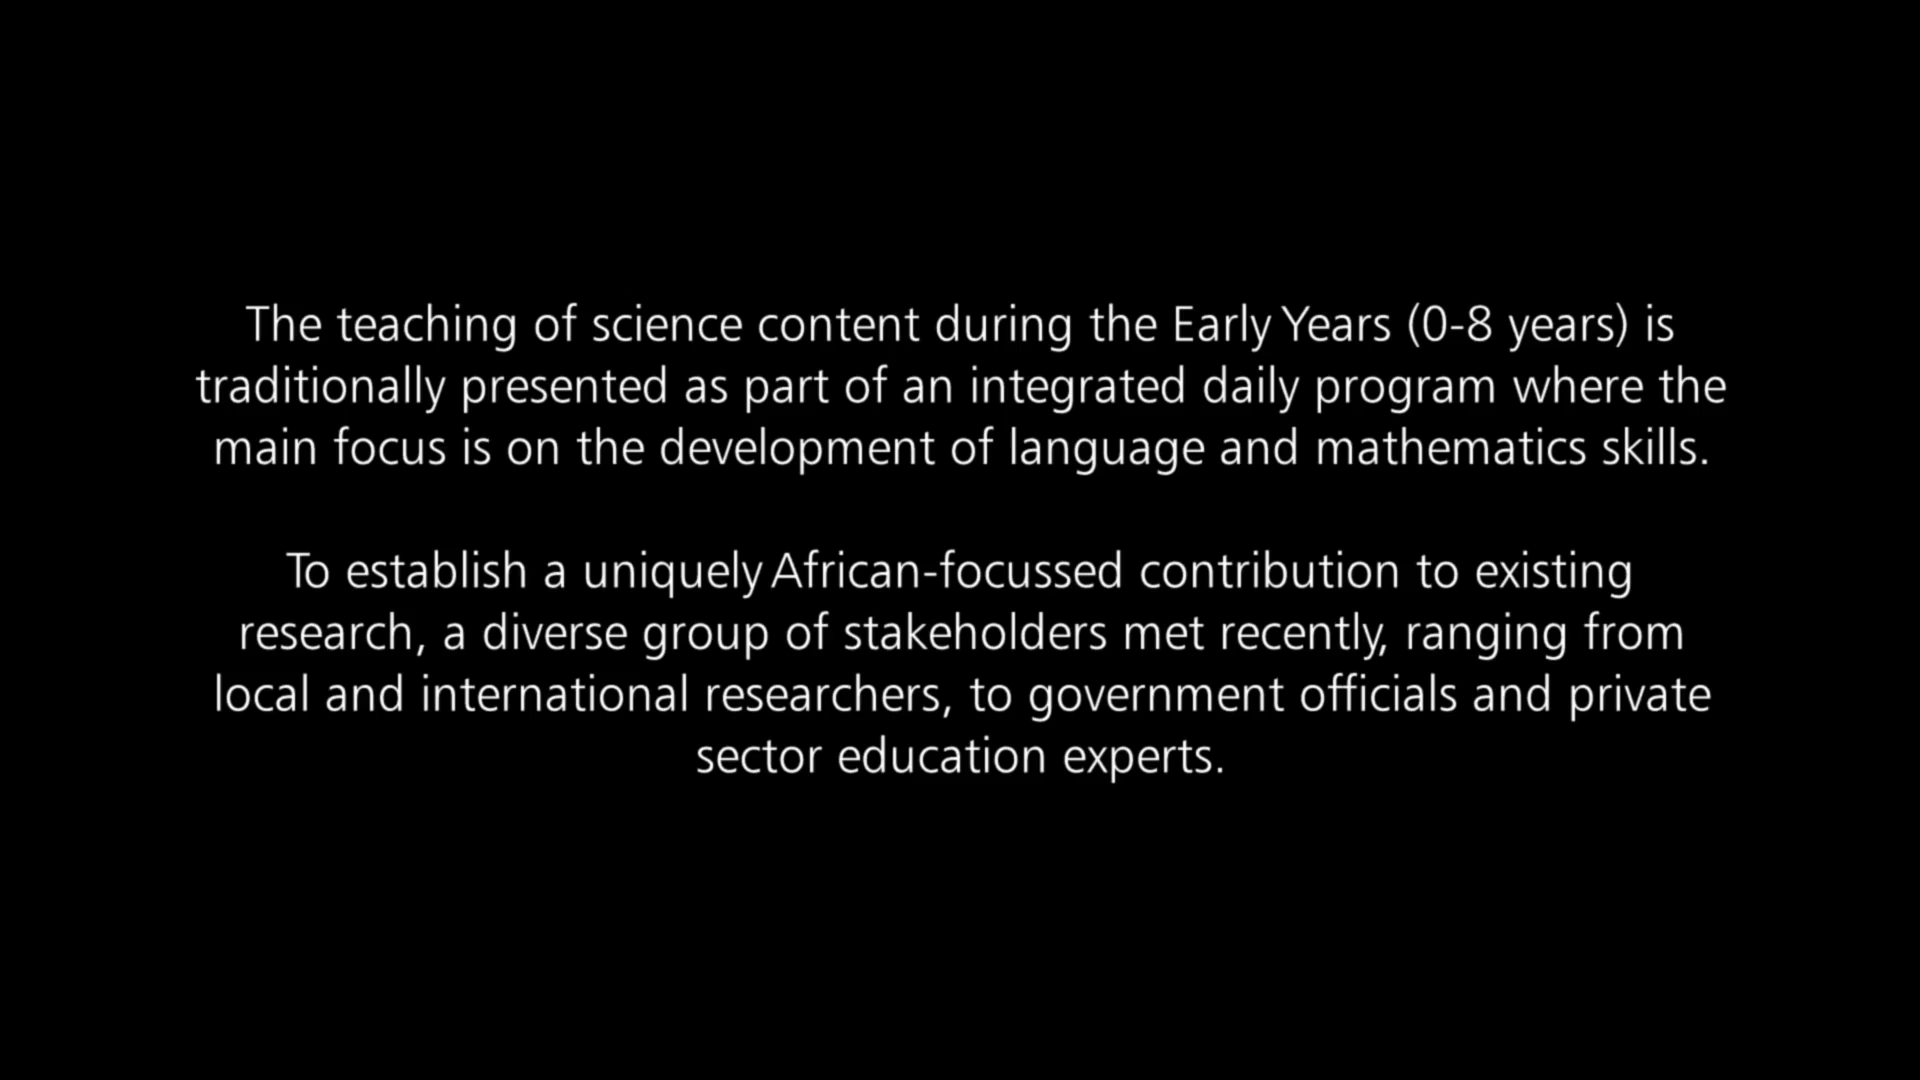 The teaching of science content during the Early Years (0-8 years) is
traditionally presented as part of an integrated daily program where the
main focus is on the development of language and mathematics skills.
To establish a uniquely African-focussed contribution to existing
research, a diverse group of stakeholders met recently, ranging from
local and international researchers, to government officials and private
sector education experts.